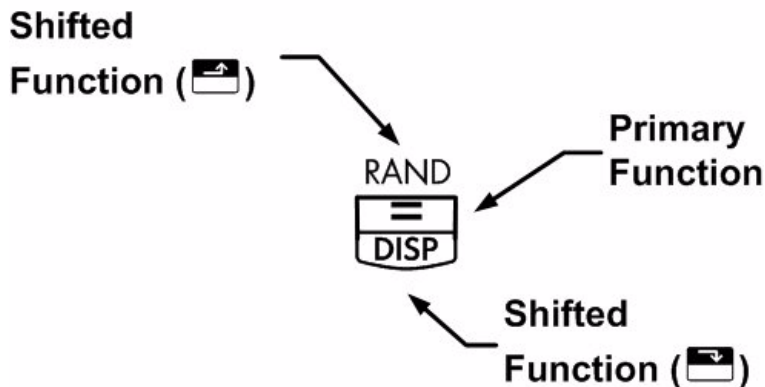 Shifted
Function ( )
Primary
Function
RAND
=
DISP
Shifted
Function ( )